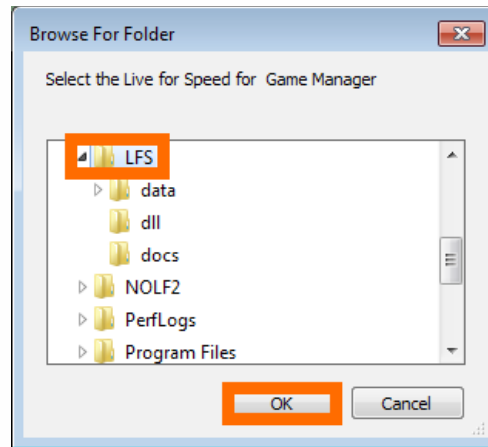 Browse For Folder
Select the Live for Speed for Game Manager
LFS
data
dll
docs
NOLF2
PerfLogs
Program Files
OK Cancel